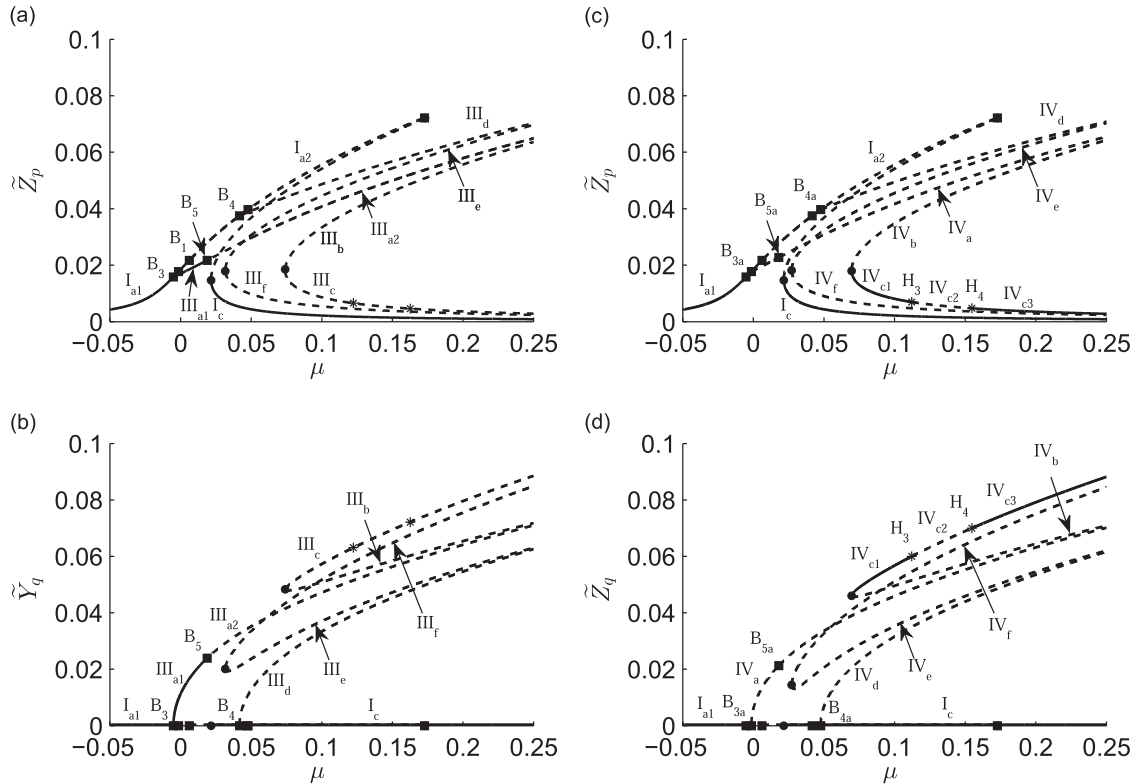 (a)
0.1
0.08
0.06
0.04
0.02
0
−0.05
0
0.05
0.1
0.15
0.2
0.25
μ
Z̃p
Ia1
B3
B1
B5
B4
Ia2
IIId
IIIe
IIIa2
IIIb
IIIc
IIIf
IIIa1
Ic
(c)
0.1
0.08
0.06
0.04
0.02
0
−0.05
0
0.05
0.1
0.15
0.2
0.25
μ
Z̃p
Ia1
B3a
B5a
B4a
Ia2
IVd
IVe
IVa
IVb
IVc1
H3
IVc2
H4
IVc3
IVf
Ic
(b)
0.1
0.08
0.06
0.04
0.02
0
−0.05
0
0.05
0.1
0.15
0.2
0.25
μ
Ỹq
IIIb
IIIc
IIIa2
IIIf
B5
IIIa1
IIIe
IIId
Ia1
B3
B4
Ic
(d)
0.1
0.08
0.06
0.04
0.02
0
−0.05
0
0.05
0.1
0.15
0.2
0.25
μ
Z̃q
IVb
IVc3
H4
IVc2
H3
IVc1
IVf
B5a
IVa
IVe
IVd
Ia1
B3a
B4a
Ic